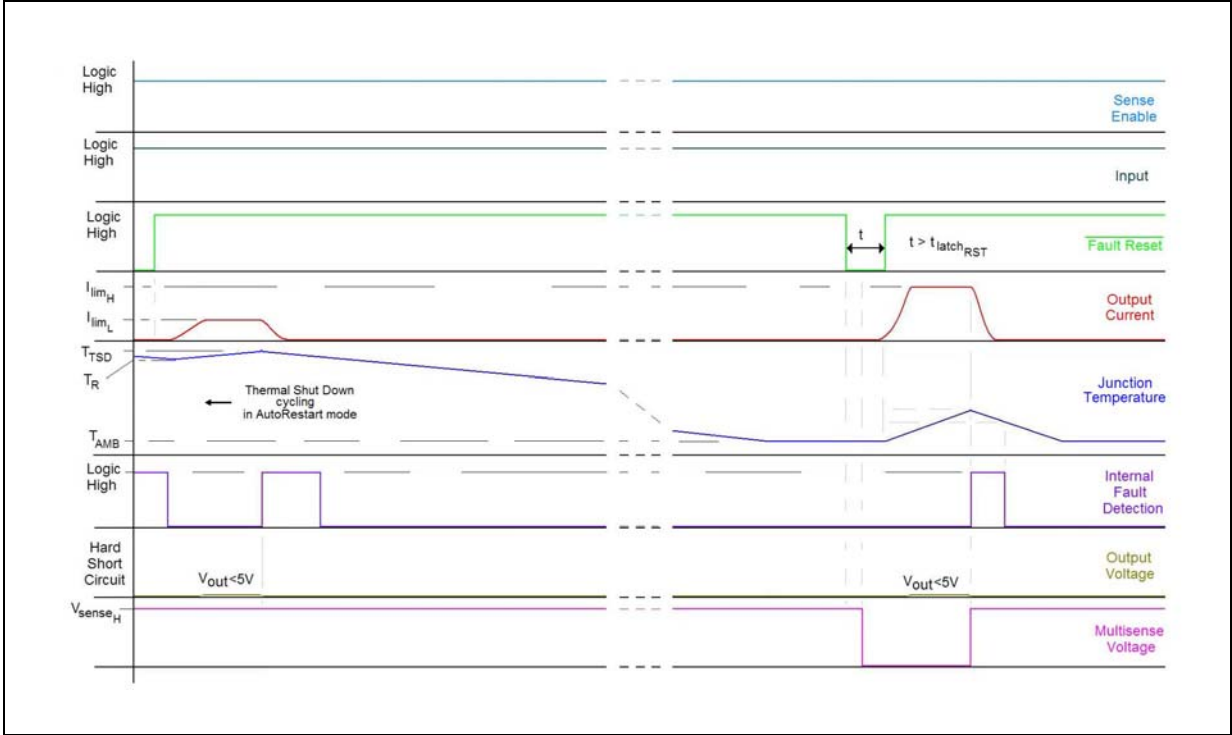 Logic
High
Sense
Enable
Logic
High
Input
Logic
High
t
t > tlatchRST
Fault Reset
IlimH
Output
Current
IlimL
TTSD
TR
Thermal Shut Down
cycling
in AutoRestart mode
Junction
Temperature
TAMB
Logic
High
Internal
Fault
Detection
Hard
Short
Circuit
Vout<5V
Vout<5V
Output
Voltage
VsenseH
Multisense
Voltage